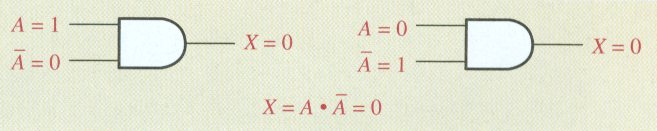 A = 1
X = 0
A̅ = 0
A = 0
X = 0
A̅ = 1
X = A • A̅ = 0